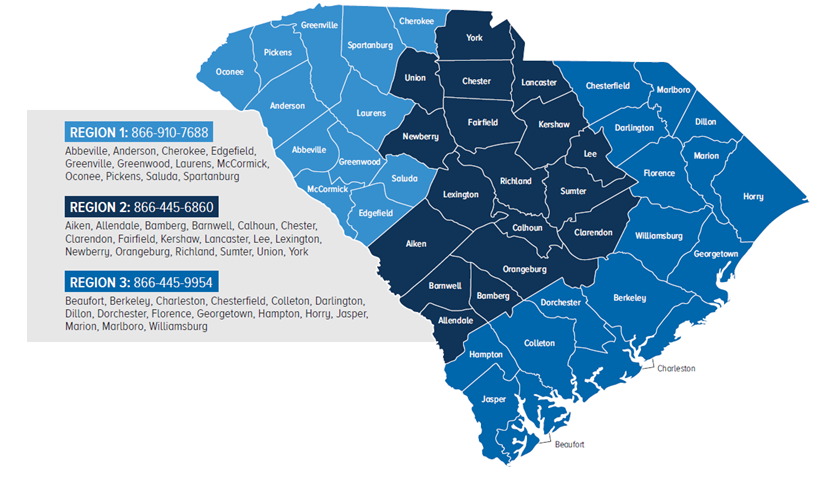 REGION 1: 866-910-7688
Abbeville, Anderson, Cherokee, Edgefield,
Greenville, Greenwood, Laurens, McCormick,
Oconee, Pickens, Saluda, Spartanburg
REGION 2: 866-445-6860
Aiken, Allendale, Bamberg, Barnwell, Calhoun, Chester,
Clarendon, Fairfield, Kershaw, Lancaster, Lee, Lexington,
Newberry, Orangeburg, Richland, Sumter, Union, York
REGION 3: 866-445-9954
Beaufort, Berkeley, Charleston, Chesterfield, Colleton, Darlington,
Dillon, Dorchester, Florence, Georgetown, Hampton, Horry, Jasper,
Marion, Marlboro, Williamsburg
Cherokee
Greenville
York
Spartanburg
Pickens
Oconee
Union
Chester
Lancaster
Chesterfield
Marlboro
Anderson
Laurens
Fairfield
Kershaw
Dillon
Darlington
Newberry
Abbeville
Lee
Marion
Greenwood
Florence
Saluda
Richland
McCormick
Lexington
Sumter
Horry
Edgefield
Calhoun
Clarendon
Williamsburg
Aiken
Georgetown
Orangeburg
Barnwell
Bamberg
Berkeley
Dorchester
Allendale
Colleton
Hampton
Charleston
Jasper
Beaufort